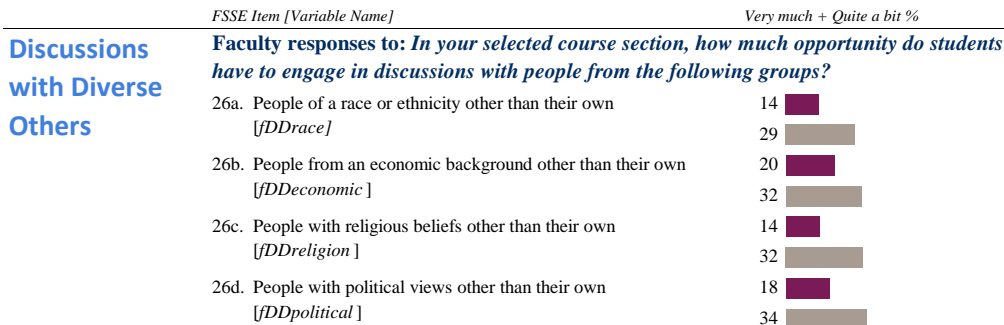 FSSE Item [Variable Name] Very much + Quite a bit %
Discussions with Diverse Others
Faculty responses to: In your selected course section, how much opportunity do students
have to engage in discussions with people from the following groups?
26a. People of a race or ethnicity other than their own 14
[fDDrace] 29
26b. People from an economic background other than their own 20
[fDDeconomic ] 32
26c. People with religious beliefs other than their own 14
[fDDreligion ] 32
26d. People with political views other than their own 18
[fDDpolitical ] 34